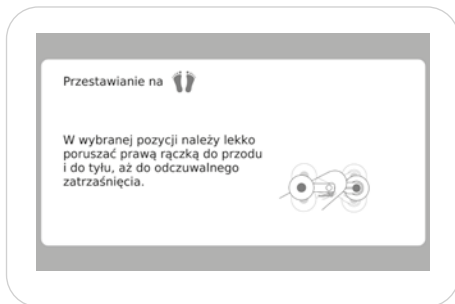 Przestawianie na
W wybranej pozycji należy lekko
poruszać prawą rączką do przodu
i do tyłu, aż do odczuwalnego
zatrzaśnięcia.